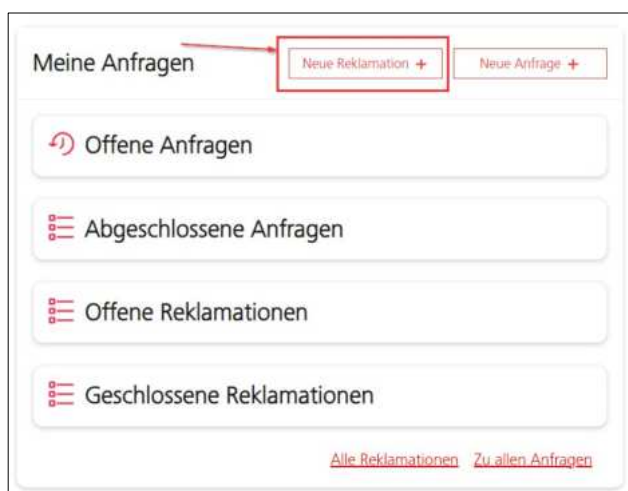 Meine Anfragen Neue Reklamation + Neue Anfrage +
Offene Anfragen
Abgeschlossene Anfragen
Offene Reklamationen
Geschlossene Reklamationen
Alle Reklamationen Zu allen Anfragen